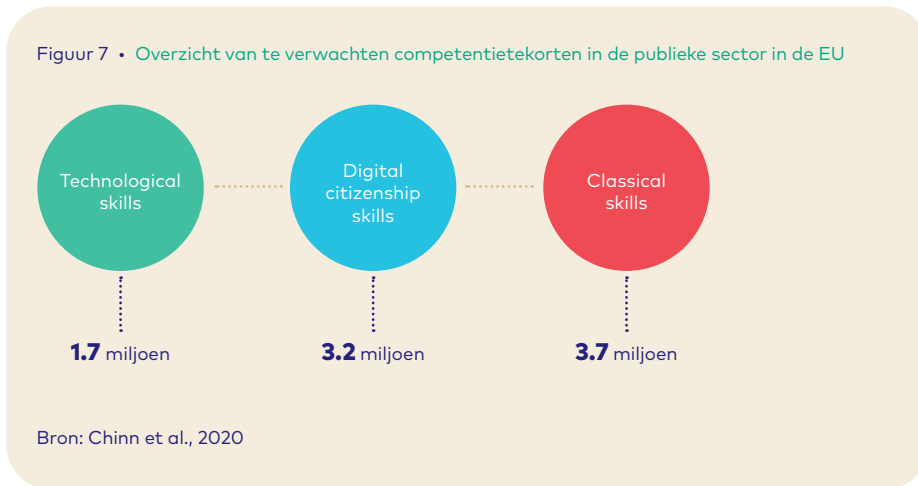 Figuur 7 • Overzicht van te verwachten competentietekorten in de publieke sector in de EU
Technological
skills
Digital
citizenship
skills
Classical
skills
1.7 miljoen
3.2 miljoen
3.7 miljoen
Bron: Chinn et al., 2020